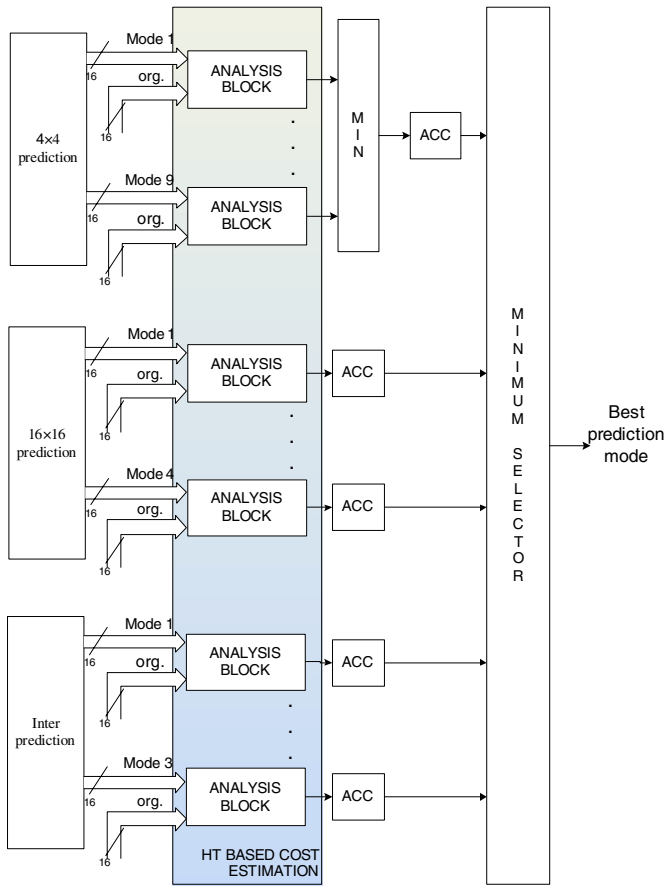 Mode 1
16
org.
16
4×4
prediction
ANALYSIS
BLOCK
Mode 9
16
org.
16
ANALYSIS
BLOCK
MIN
ACC
Mode 1
16
org.
16
16×16
prediction
ANALYSIS
BLOCK
ACC
Mode 4
16
org.
16
ANALYSIS
BLOCK
ACC
Mode 1
16
org.
16
Inter
prediction
ANALYSIS
BLOCK
ACC
Mode 3
16
org.
16
ANALYSIS
BLOCK
ACC
HT BASED COST
ESTIMATION
MINIMUM SELECTOR
Best
prediction
mode